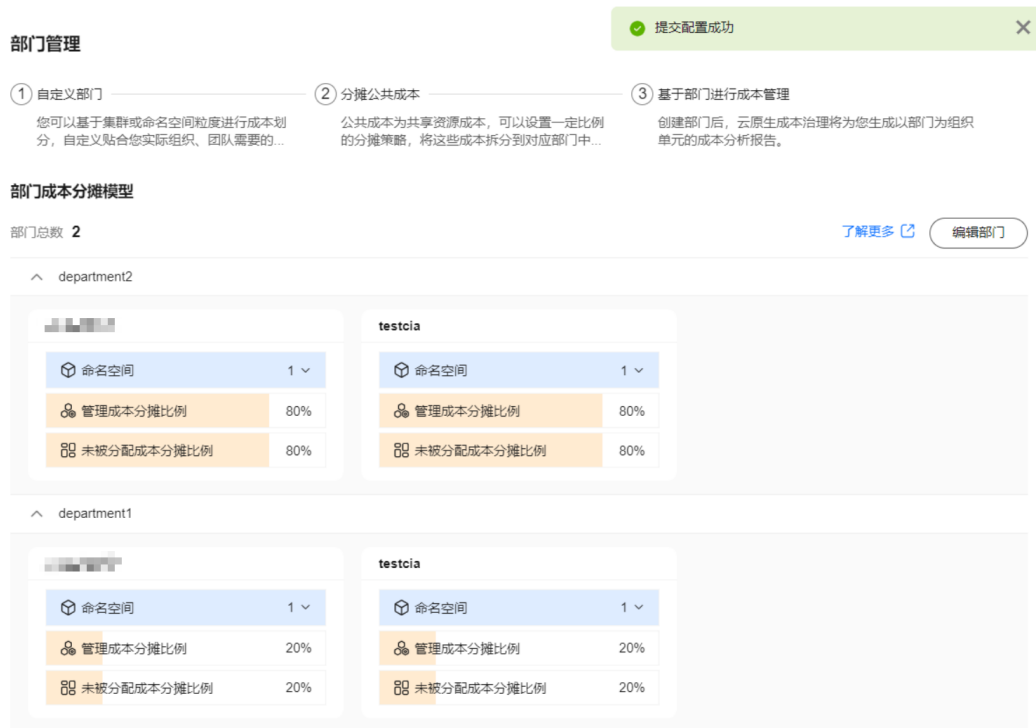 提交配置成功
部门管理
1 自定义部门
您可以基于集群或命名空间粒度进行成本划
分，自定义贴合您实际组织、团队需要的...
2 分摊公共成本
公共成本为共享资源成本，可以设置一定比例
的分摊策略，将这些成本拆分到对应部门中...
3 基于部门进行成本管理
创建部门后，云原生成本治理将为您生成以部门为组织
单元的成本分析报告。
部门成本分摊模型
部门总数 2
了解更多
编辑部门
department2
命名空间 1
管理成本分摊比例 80%
未被分配成本分摊比例 80%
testcia
命名空间 1
管理成本分摊比例 80%
未被分配成本分摊比例 80%
department1
命名空间 1
管理成本分摊比例 20%
未被分配成本分摊比例 20%
testcia
命名空间 1
管理成本分摊比例 20%
未被分配成本分摊比例 20%